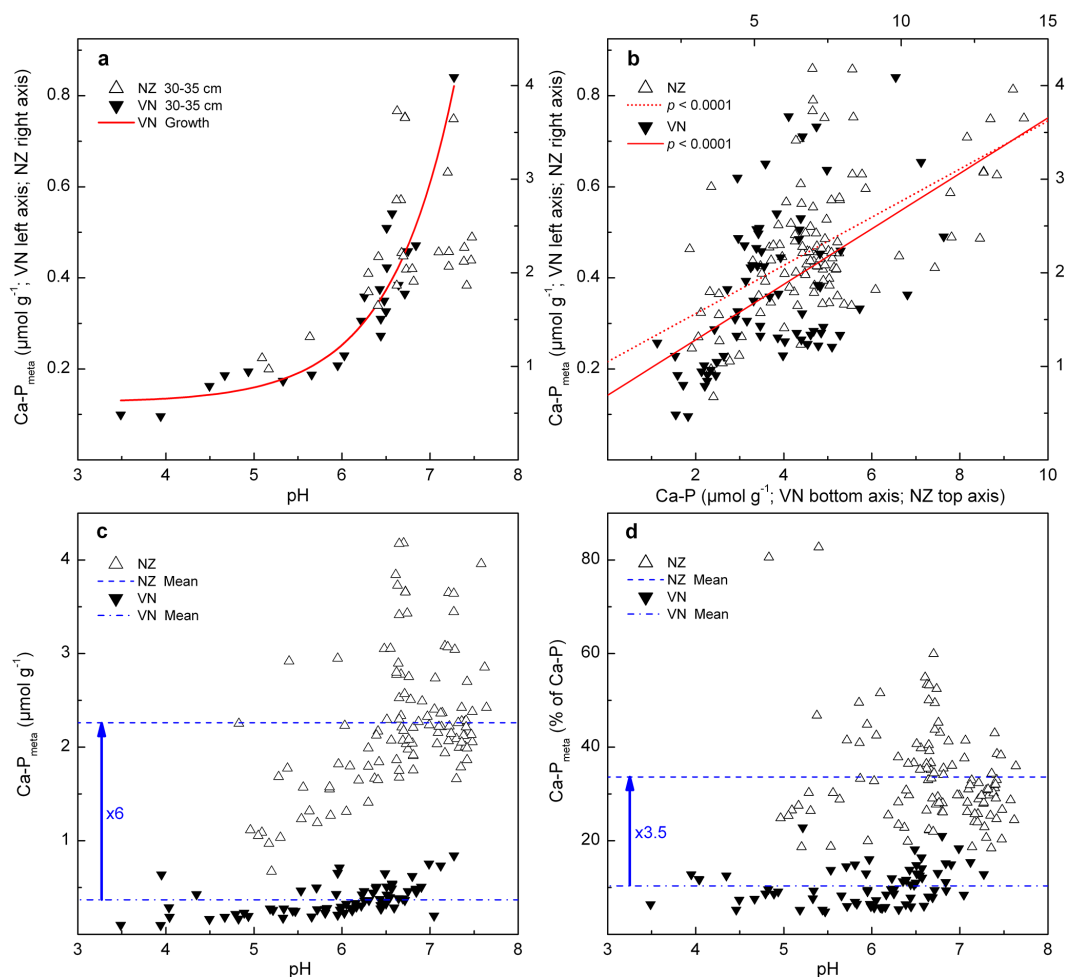 5 10 15
a
NZ 30-35 cm
VN 30-35 cm
VN Growth
0.8
0.6
0.4
0.2
4
3
2
1
3 4 5 6 7 8
pH
Ca-P_meta (μmol g⁻¹; VN left axis; NZ right axis)
b
NZ
p < 0.0001
VN
p < 0.0001
0.8
0.6
0.4
0.2
4
3
2
1
2 4 6 8 10
Ca-P (μmol g⁻¹; VN bottom axis; NZ top axis)
Ca-P_meta (μmol g⁻¹; VN left axis; NZ right axis)
c
NZ
NZ Mean
VN
VN Mean
4
3
2
1
x6
3 4 5 6 7 8
pH
Ca-P_meta (μmol g⁻¹)
d
NZ
NZ Mean
VN
VN Mean
80
60
40
20
x3.5
3 4 5 6 7 8
pH
Ca-P_meta (% of Ca-P)